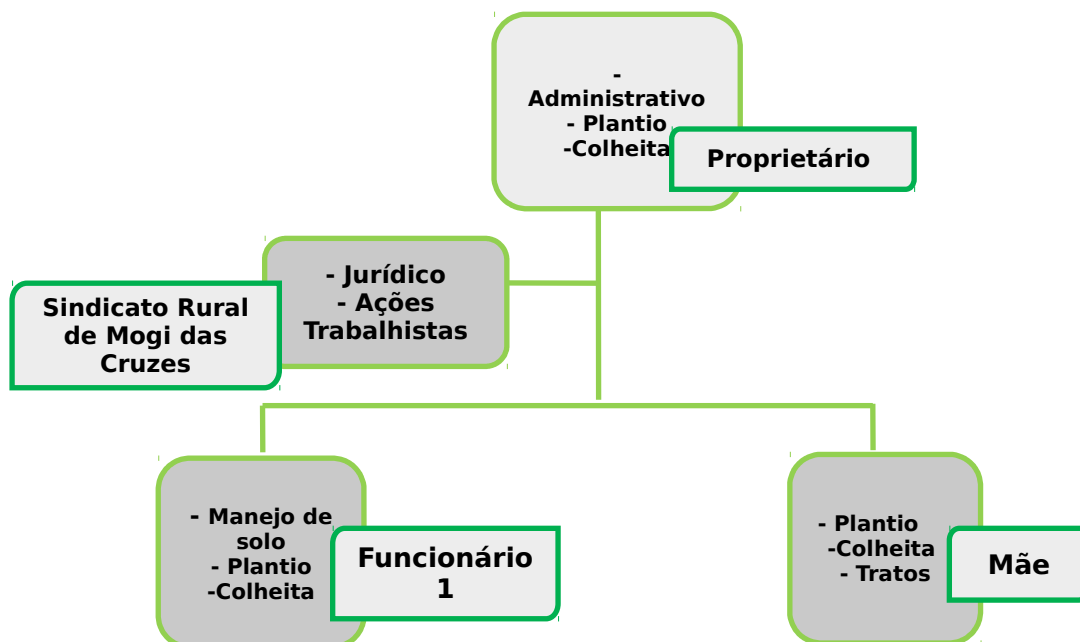 -
Administrativo
- Plantio
-Colheita
Proprietário
- Jurídico
- Ações
Trabalhistas
Sindicato Rural
de Mogi das
Cruzes
- Manejo de
solo
- Plantio
-Colheita
Funcionário
1
- Plantio
-Colheita
- Tratos
Mãe